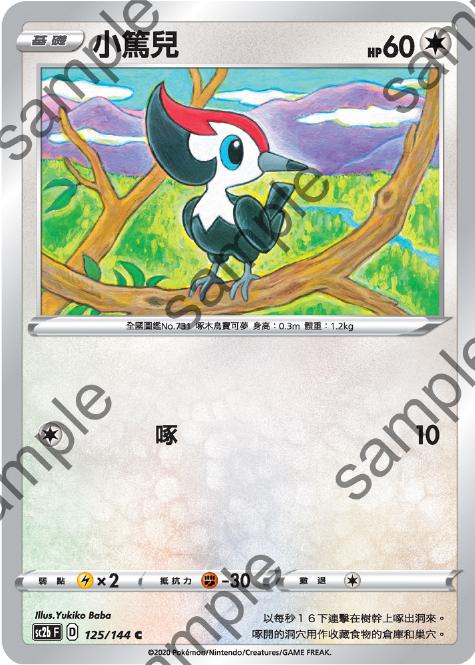 基礎 小篤兒 HP60
全國圖鑑No.731 啄木鳥寶可夢 身高：0.3m 體重：1.2kg
啄 10
弱點 ×2 抵抗力 -30 撤退
Illus.Yukiko Baba
sc2b F D 125/144 C
以每秒１６下連擊在樹幹上啄出洞來。
啄開的洞穴用作收藏食物的倉庫和巢穴。
©2020 Pokémon/Nintendo/Creatures/GAME FREAK.
sample
sample
sample
sample
sample
sample
sample
sample